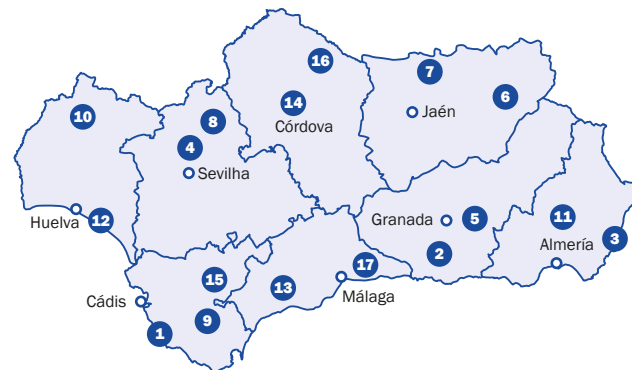 16
7
6
14
Córdova
Jaén
10
8
4
Sevilha
Huelva
12
Granada
5
11
2
Almería
3
15
17
13
Málaga
Cádis
9
1